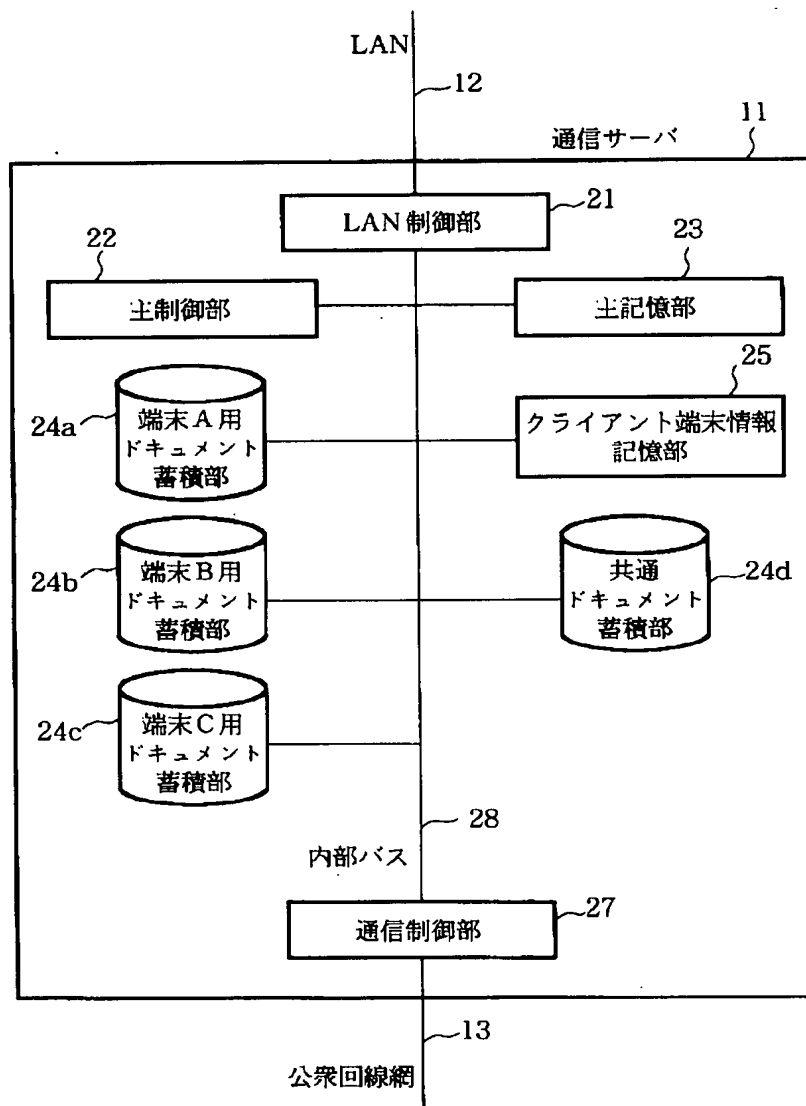 LAN
12
11
通信サーバ
21
LAN 制御部
22
23
主制御部
主記憶部
25
24a
端末A用
ドキュメント
蓄積部
クライアント端末情報
記憶部
24b
端末B用
ドキュメント
蓄積部
共通
ドキュメント
蓄積部
24d
24c
端末C用
ドキュメント
蓄積部
28
内部バス
27
通信制御部
13
公衆回線網